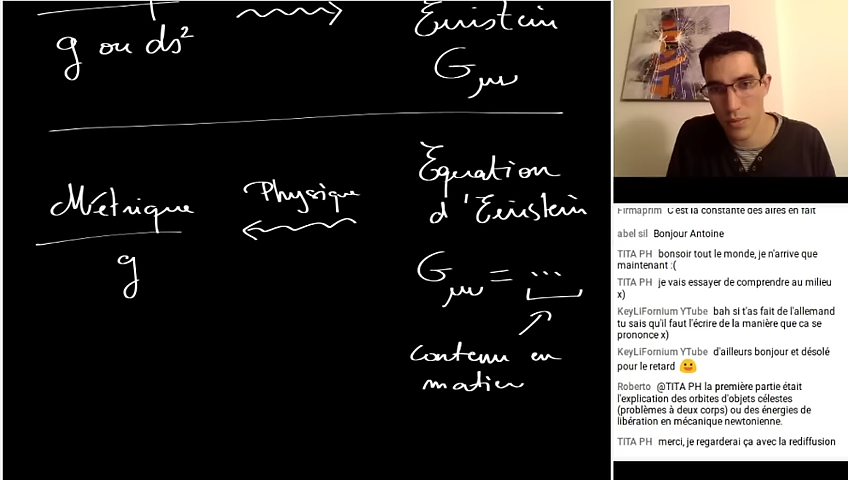 Einstein
g ou ds²
Gμν
Métrique
Physique
Equation
d'Einstein
g
Gμν = ...
contenu en
matière
Firmaprim C'est la constante des aires en fait
abel sil Bonjour Antoine
TITA PH bonsoir tout le monde, je n'arrive que
maintenant :(
TITA PH je vais essayer de comprendre au milieu
x)
KeyLiFornium YTube bah si t'as fait de l'allemand
tu sais qu'il faut l'écrire de la manière que ca se
prononce x)
KeyLiFornium YTube d'ailleurs bonjour et désolé
pour le retard
Roberto @TITA PH la première partie était
l'explication des orbites d'objets célestes
(problèmes à deux corps) ou des énergies de
libération en mécanique newtonienne.
TITA PH merci, je regarderai ça avec la rediffusion